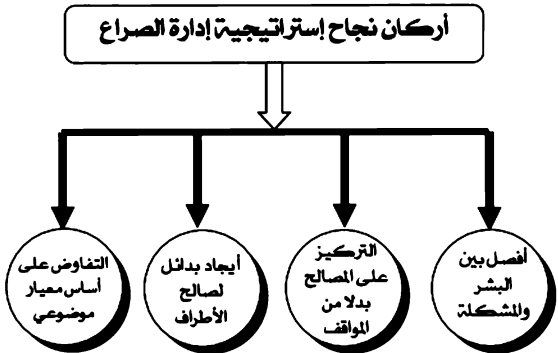 أركان نجاح إستراتيجية إدارة الصراع
أفصل بين
البشر
والمشكلة
التركيز
على المصالح
بدلا من
المواقف
أيجاد بدائل
لصالح
الأطراف
التفاوض على
أساس معيار
موضوعي